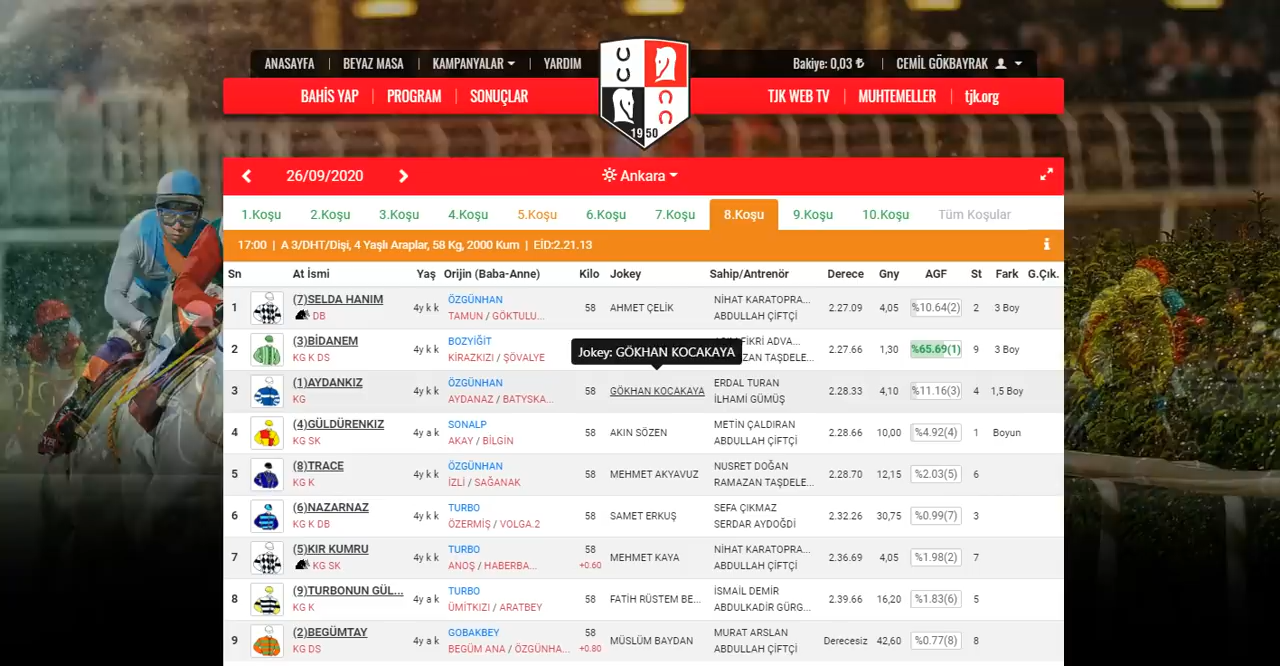 ANASAYFA | BEYAZ MASA | KAMPANYALAR | YARDIM
Bakiye: 0,03 ₺ | CEMİL GÖKBAYRAK
BAHİS YAP | PROGRAM | SONUÇLAR
TJK WEB TV | MUHTEMELLER | tjk.org
1950
26/09/2020
Ankara
1.Koşu 2.Koşu 3.Koşu 4.Koşu 5.Koşu 6.Koşu 7.Koşu 8.Koşu 9.Koşu 10.Koşu Tüm Koşular
17:00 | A 3/DHT/Dişi, 4 Yaşlı Araplar, 58 Kg, 2000 Kum | EİD:2.21.13
Sn At İsmi Yaş Orijin (Baba-Anne) Kilo Jokey Sahip/Antrenör Derece Gny AGF St Fark G.Çık.
(7)SELDA HANIM ÖZGÜNHAN NİHAT KARATOPRA...
1 4y k k 58 AHMET ÇELİK 2.27.09 4,05 %10.64(2) 2 3 Boy
DB TAMUN / GÖKTULU... ABDULLAH ÇİFTÇİ
(3)BİDANEM BOZYİĞİT FİKRİ ADVA...
2 4y k k 2.27.66 1,30 %65.69(1) 9 3 Boy
Jokey: GÖKHAN KOCAKAYA
KG K DS KİRAZKIZI / ŞÖVALYE ZAN TAŞDELE...
(1)AYDANKIZ ÖZGÜNHAN ERDAL TURAN
3 4y k k 58 GÖKHAN KOCAKAYA 2.28.33 4,10 %11.16(3) 4 1,5 Boy
KG AYDANAZ / BATYSKA... İLHAMİ GÜMÜŞ
(4)GÜLDÜRENKIZ SONALP METİN ÇALDIRAN
4 4y a k 58 AKIN SÖZEN 2.28.66 10,00 %4.92(4) 1 Boyun
KG SK AKAY / BİLGİN ABDULLAH ÇİFTÇİ
(8)TRACE ÖZGÜNHAN NUSRET DOĞAN
5 4y k k 58 MEHMET AKYAVUZ 2.28.70 12,15 %2.03(5) 6
KG K İZLİ / SAĞANAK RAMAZAN TAŞDELE...
(6)NAZARNAZ TURBO SEFA ÇIKMAZ
6 4y k k 58 SAMET ERKUŞ 2.32.26 30,75 %0.99(7) 3
KG K DB ÖZERMİŞ / VOLGA.2 SERDAR AYDOĞDİ
(5)KIR KUMRU TURBO 58 NİHAT KARATOPRA...
7 4y k k MEHMET KAYA 2.36.69 4,05 %1.98(2) 7
KG SK ANOŞ / HABERBA... +0.60 ABDULLAH ÇİFTÇİ
(9)TURBONUN GÜL... TURBO İSMAİL DEMİR
8 4y a k 58 FATİH RÜSTEM BE... 2.39.66 16,20 %1.83(6) 5
KG K ÜMİTKIZI / ARATBEY ABDULKADİR GÜRG...
(2)BEGÜMTAY GOBAKBEY 58 MURAT ARSLAN
9 4y a k MÜSLÜM BAYDAN Derecesiz 42,60 %0.77(8) 8
KG DS BEGÜM ANA / ÖZGÜNHA... +0.80 ABDULLAH ÇİFTÇİ